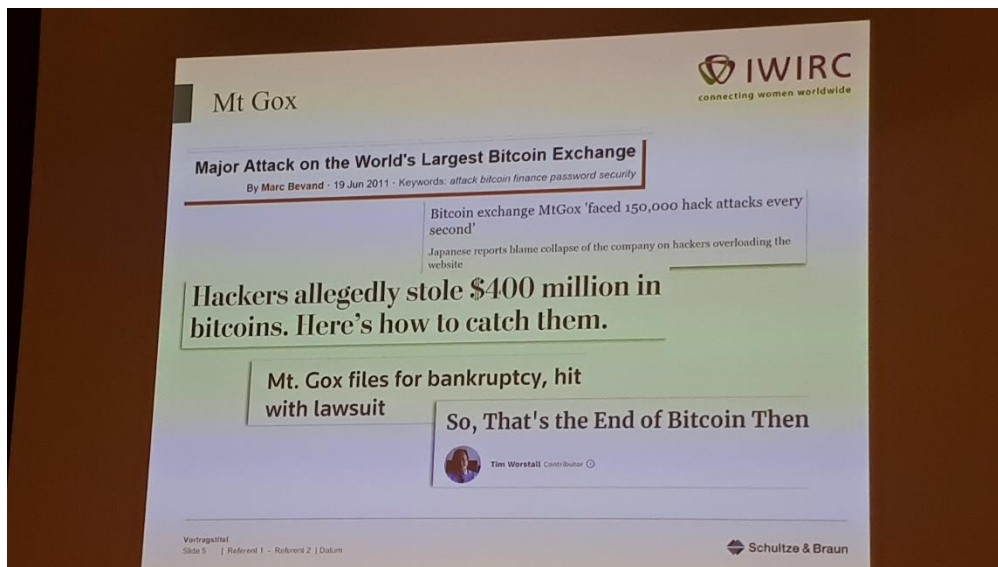 IWIRC
connecting women worldwide
Mt Gox
Major Attack on the World's Largest Bitcoin Exchange
By Marc Bevand · 19 Jun 2011 · Keywords: attack bitcoin finance password security
Bitcoin exchange MtGox 'faced 150,000 hack attacks every
second'
Japanese reports blame collapse of the company on hackers overloading the
website
Hackers allegedly stole $400 million in
bitcoins. Here's how to catch them.
Mt. Gox files for bankruptcy, hit
with lawsuit
So, That's the End of Bitcoin Then
Tim Worstall Contributor
Vortragstitel
Slide 5 | Referent 1 - Referent 2 | Datum
Schultze & Braun